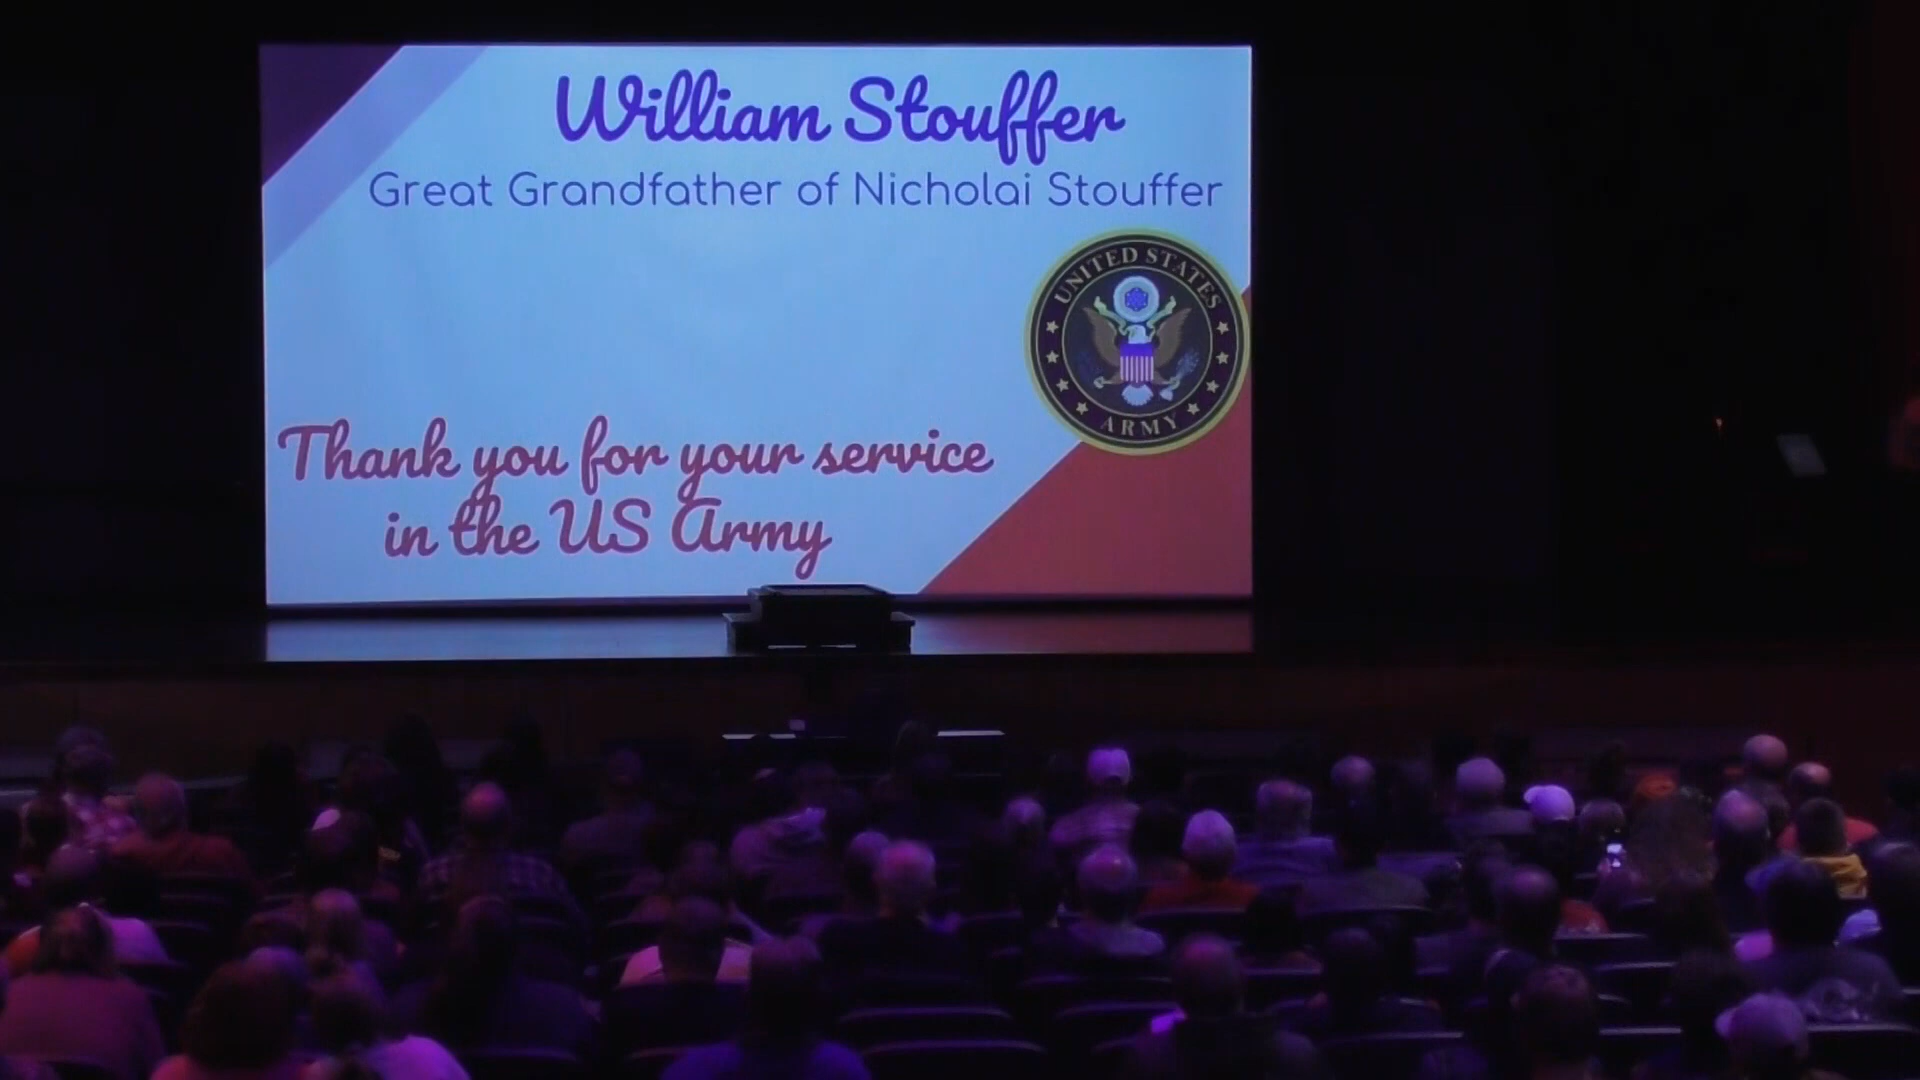 William Stouffer
Great Grandfather of Nicholai Stouffer
UNITED STATES
ARMY
Thank you for your service
in the US Army